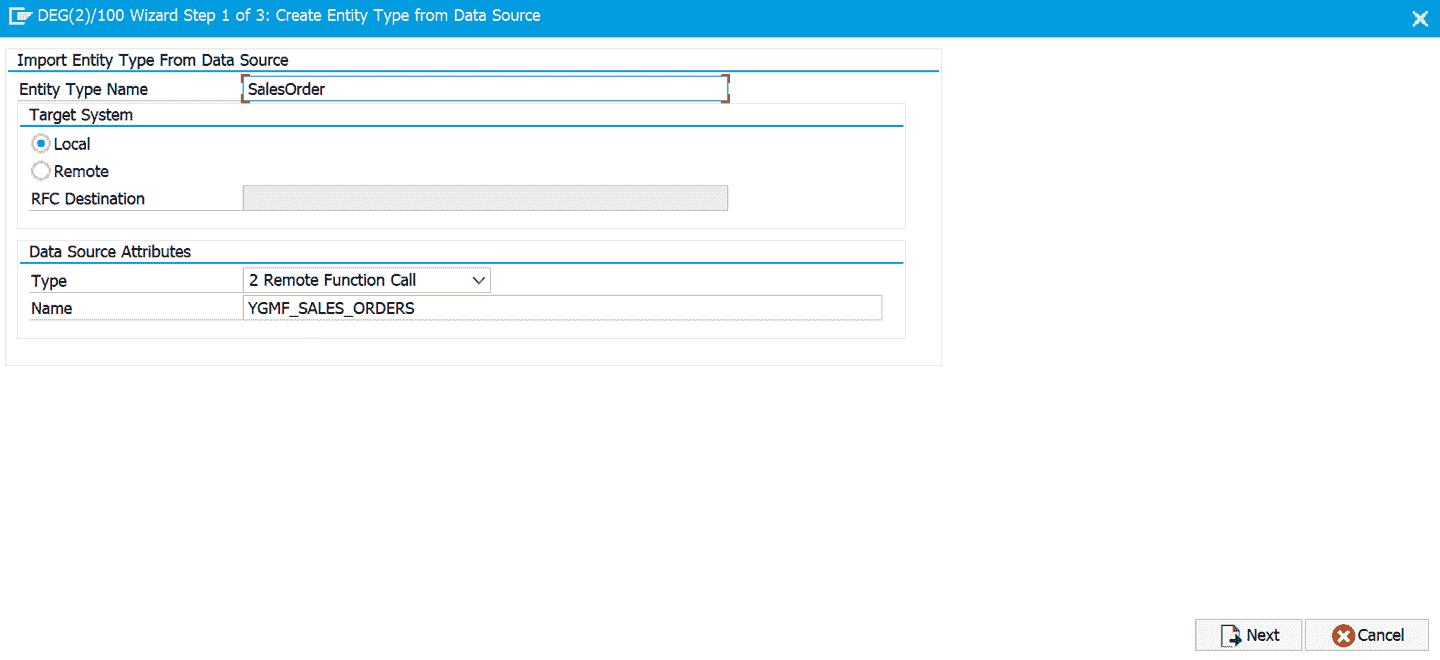 DEG(2)/100 Wizard Step 1 of 3: Create Entity Type from Data Source
Import Entity Type From Data Source
Entity Type Name SalesOrder
Target System
Local
Remote
RFC Destination
Data Source Attributes
Type 2 Remote Function Call
Name YGMF_SALES_ORDERS
Next Cancel